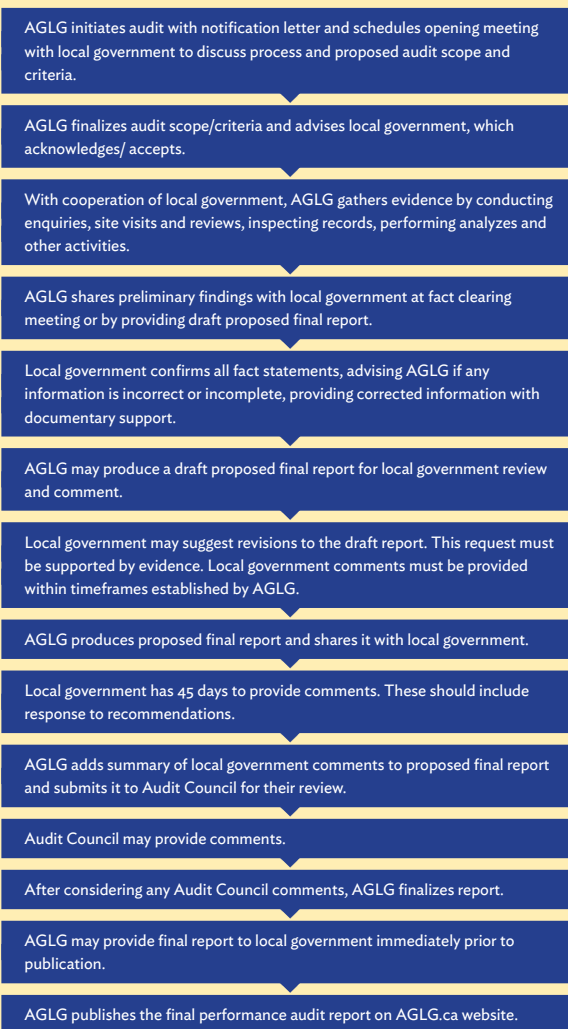 AGLG initiates audit with notification letter and schedules opening meeting
with local government to discuss process and proposed audit scope and
criteria.
AGLG finalizes audit scope/criteria and advises local government, which
acknowledges/ accepts.
With cooperation of local government, AGLG gathers evidence by conducting
enquiries, site visits and reviews, inspecting records, performing analyzes and
other activities.
AGLG shares preliminary findings with local government at fact clearing
meeting or by providing draft proposed final report.
Local government confirms all fact statements, advising AGLG if any
information is incorrect or incomplete, providing corrected information with
documentary support.
AGLG may produce a draft proposed final report for local government review
and comment.
Local government may suggest revisions to the draft report. This request must
be supported by evidence. Local government comments must be provided
within timeframes established by AGLG.
AGLG produces proposed final report and shares it with local government.
Local government has 45 days to provide comments. These should include
response to recommendations.
AGLG adds summary of local government comments to proposed final report
and submits it to Audit Council for their review.
Audit Council may provide comments.
After considering any Audit Council comments, AGLG finalizes report.
AGLG may provide final report to local government immediately prior to
publication.
AGLG publishes the final performance audit report on AGLG.ca website.